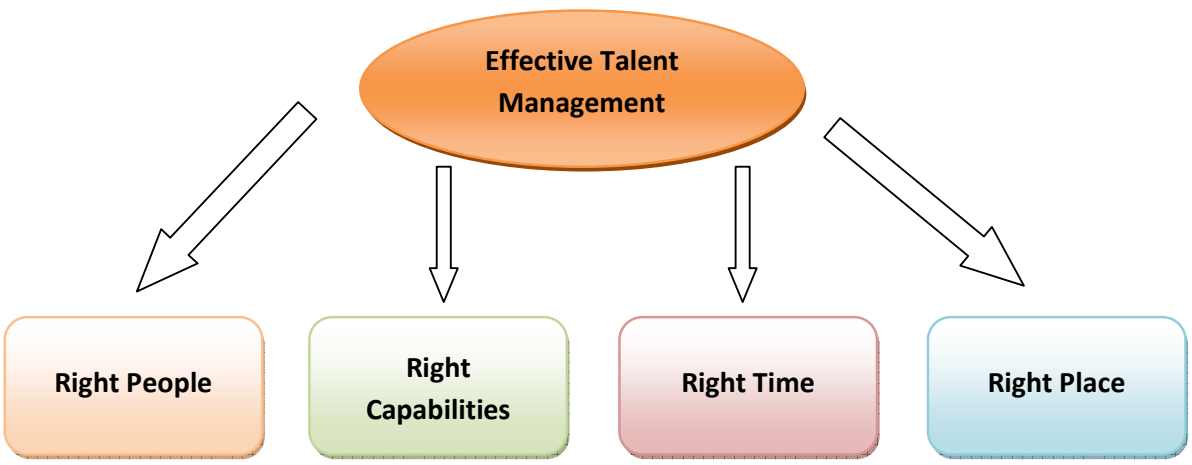 Effective Talent
Management
Right People
Right
Capabilities
Right Time
Right Place